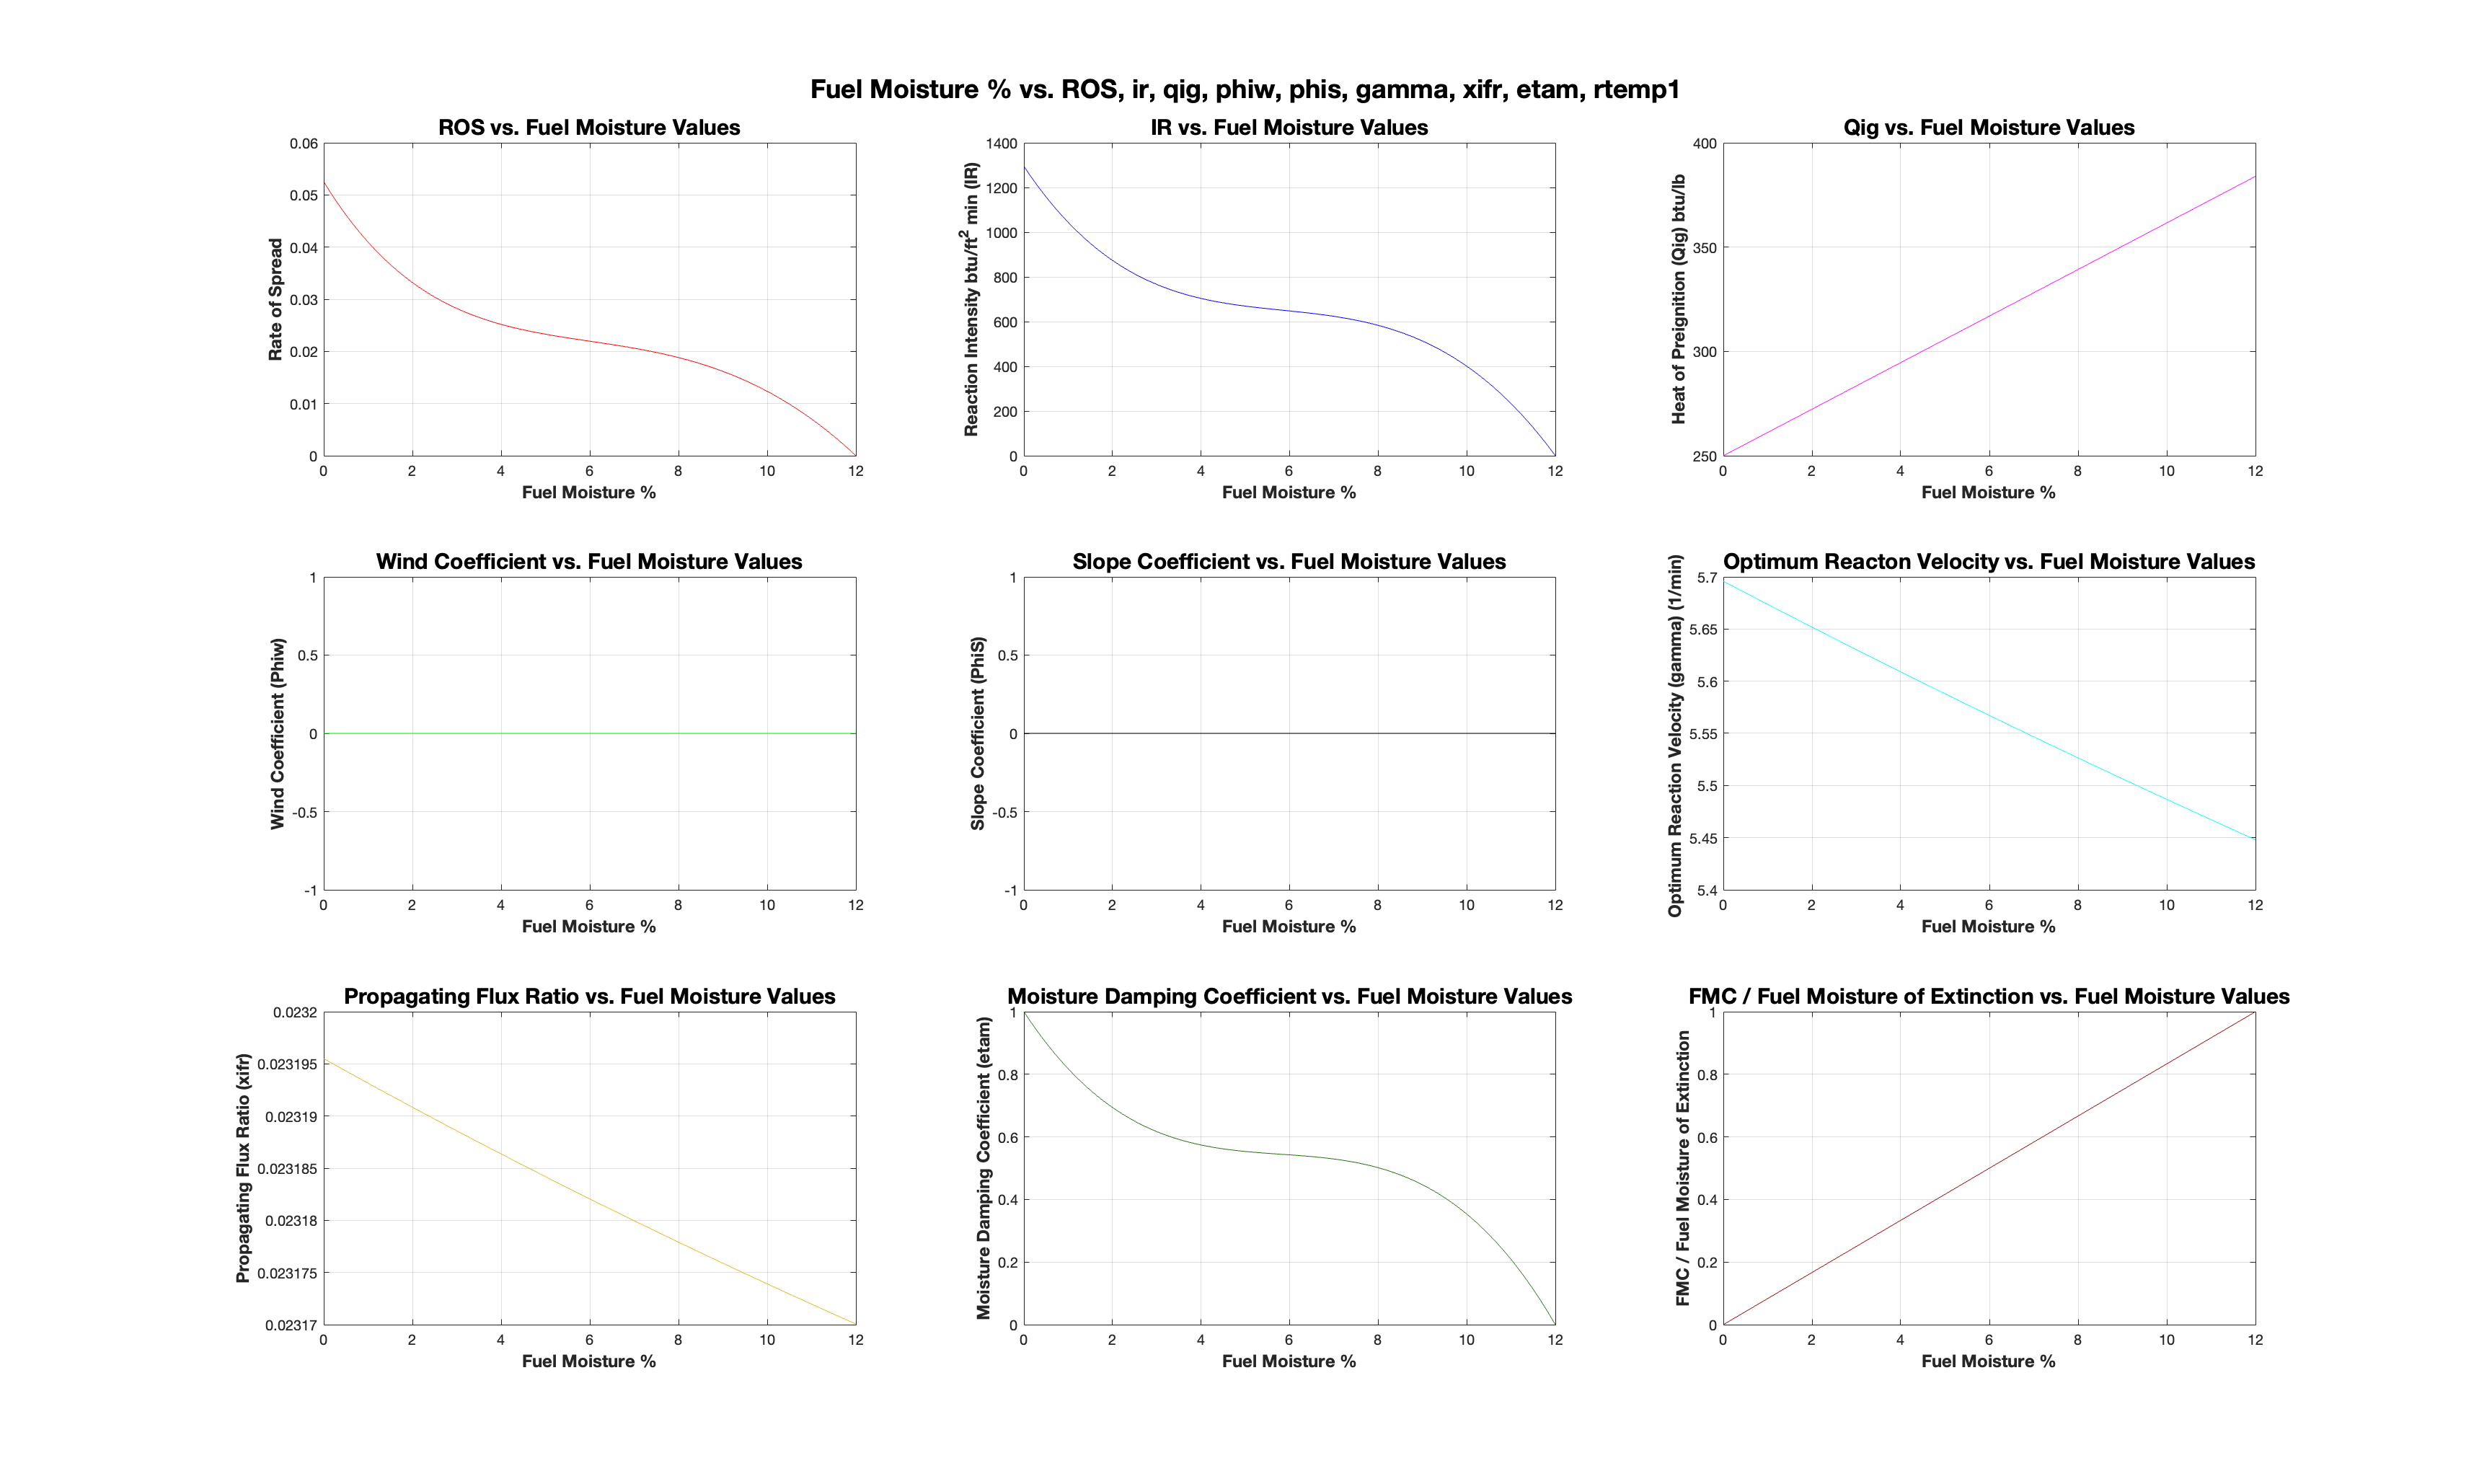 Fuel Moisture % vs. ROS, ir, qig, phiw, phis, gamma, xifr, etam, rtemp1
ROS vs. Fuel Moisture Values
Rate of Spread
0.06
0.05
0.04
0.03
0.02
0.01
0
0 2 4 6 8 10 12
Fuel Moisture %
IR vs. Fuel Moisture Values
Reaction Intensity btu/ft² min (IR)
1400
1200
1000
800
600
400
200
0
0 2 4 6 8 10 12
Fuel Moisture %
Qig vs. Fuel Moisture Values
Heat of Preignition (Qig) btu/lb
400
350
300
250
0 2 4 6 8 10 12
Fuel Moisture %
Wind Coefficient vs. Fuel Moisture Values
Wind Coefficient (Phiw)
1
0.5
0
-0.5
-1
0 2 4 6 8 10 12
Fuel Moisture %
Slope Coefficient vs. Fuel Moisture Values
Slope Coefficient (PhiS)
1
0.5
0
-0.5
-1
0 2 4 6 8 10 12
Fuel Moisture %
Optimum Reacton Velocity vs. Fuel Moisture Values
Optimum Reaction Velocity (gamma) (1/min)
5.7
5.65
5.6
5.55
5.5
5.45
5.4
0 2 4 6 8 10 12
Fuel Moisture %
Propagating Flux Ratio vs. Fuel Moisture Values
Propagating Flux Ratio (xifr)
0.0232
0.023195
0.02319
0.023185
0.02318
0.023175
0.02317
0 2 4 6 8 10 12
Fuel Moisture %
Moisture Damping Coefficient vs. Fuel Moisture Values
Moisture Damping Coefficient (etam)
1
0.8
0.6
0.4
0.2
0
0 2 4 6 8 10 12
Fuel Moisture %
FMC / Fuel Moisture of Extinction vs. Fuel Moisture Values
FMC / Fuel Moisture of Extinction
1
0.8
0.6
0.4
0.2
0
0 2 4 6 8 10 12
Fuel Moisture %